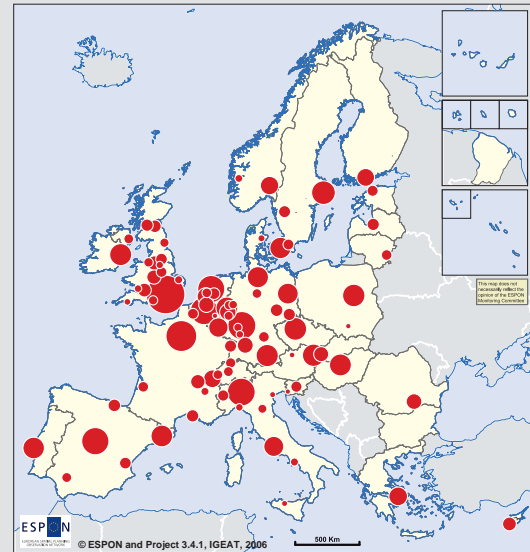 This map does not
necessarily reflect the
opinion of the ESPON
Monitoring Committee
ESPON
© ESPON and Project 3.4.1, IGEAT, 2006
500 Km